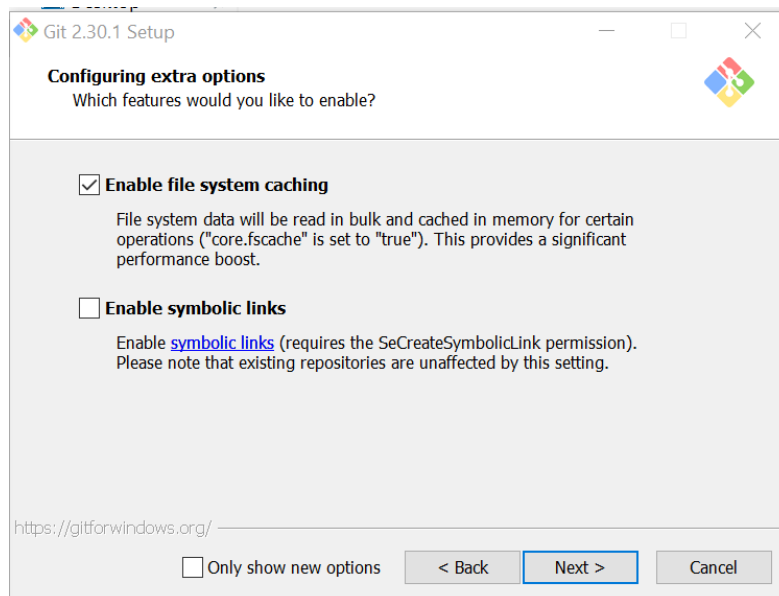 Git 2.30.1 Setup
Configuring extra options
Which features would you like to enable?
Enable file system caching
File system data will be read in bulk and cached in memory for certain
operations ("core.fscache" is set to "true"). This provides a significant
performance boost.
Enable symbolic links
Enable symbolic links (requires the SeCreateSymbolicLink permission).
Please note that existing repositories are unaffected by this setting.
https://gitforwindows.org/
Only show new options
< Back
Next >
Cancel